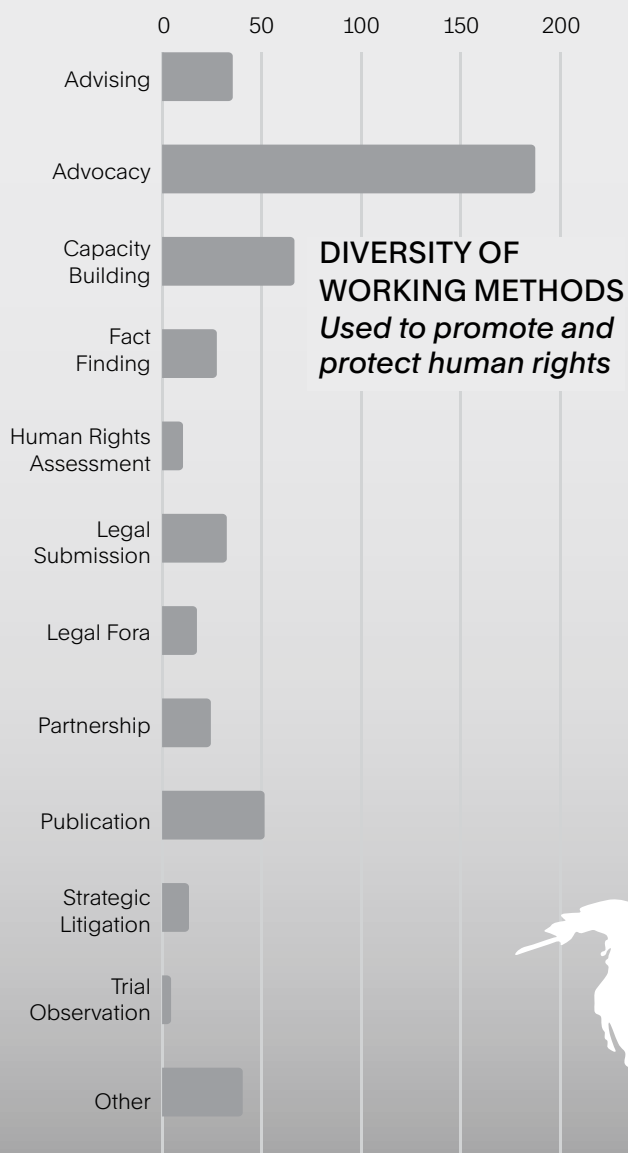 0 50 100 150 200
Advising
Advocacy
Capacity
Building
DIVERSITY OF
WORKING METHODS
Used to promote and
protect human rights
Fact
Finding
Human Rights
Assessment
Legal
Submission
Legal Fora
Partnership
Publication
Strategic
Litigation
Trial
Observation
Other